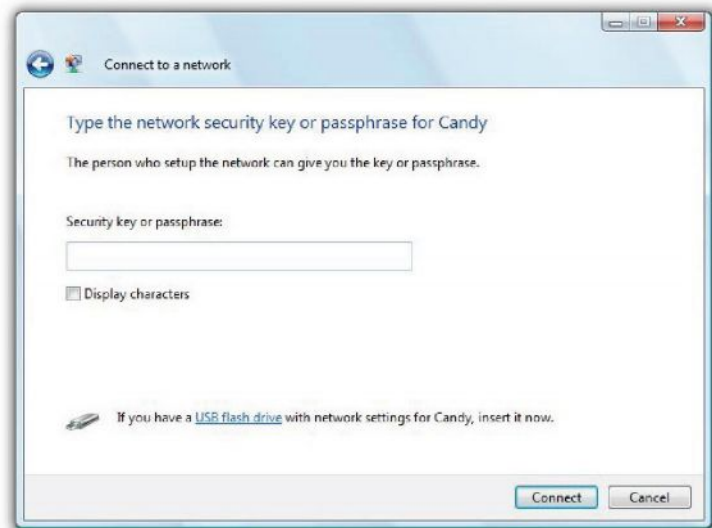 Connect to a network
Type the network security key or passphrase for Candy
The person who setup the network can give you the key or passphrase.
Security key or passphrase:
Display characters
If you have a USB flash drive with network settings for Candy, insert it now.
Connect Cancel